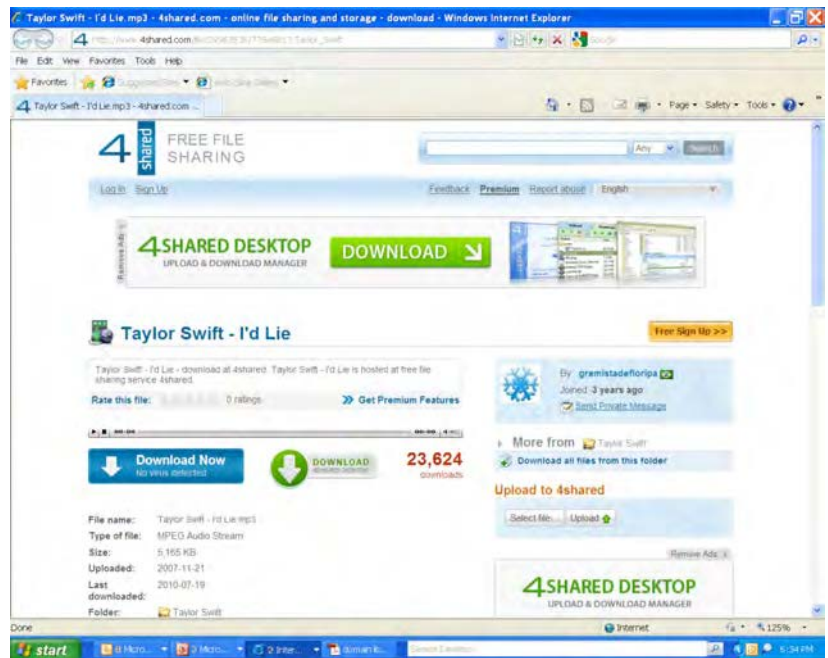 Taylor Swift - I'd Lie.mp3 - 4shared.com - online file sharing and storage - download - Windows Internet Explorer
4shared.com
File Edit View Favorites Tools Help
Favorites
Taylor Swift - I'd Lie.mp3 - 4shared.com ...
Page Safety Tools
4 shared FREE FILE SHARING
Any Search
Log In Sign Up
Feedback Premium Report abuse English
Remove Ads
4SHARED DESKTOP
UPLOAD & DOWNLOAD MANAGER
DOWNLOAD
Taylor Swift - I'd Lie
Free Sign Up >>
Taylor Swift - I'd Lie - download at 4shared. Taylor Swift - I'd Lie is hosted at free file
sharing service 4shared.
Rate this file: 0 ratings
Get Premium Features
By gremistadefloripa
Joined 3 years ago
Send Private Message
Download Now
No virus detected
DOWNLOAD
23,624
downloads
More from Taylor Swift
Download all files from this folder
Upload to 4shared
Select file... Upload
File name: Taylor Swift - I'd Lie.mp3
Type of file: MPEG Audio Stream
Size: 5,165 KB
Uploaded: 2007-11-21
Last downloaded: 2010-07-19
Folder: Taylor Swift
Remove Ads x
4SHARED DESKTOP
UPLOAD & DOWNLOAD MANAGER
Done
Internet
125%
start
6:34 PM